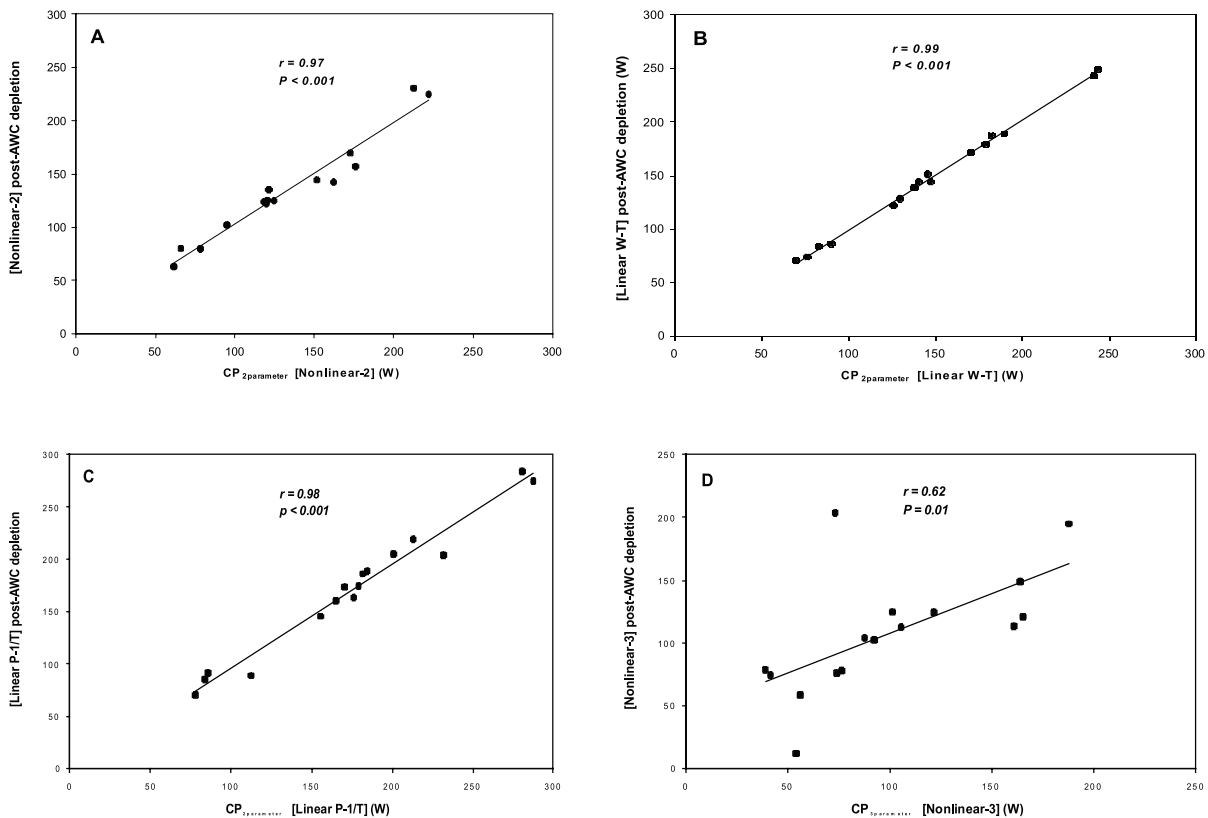 A
r = 0.97
P < 0.001
[Nonlinear-2] post-AWC depletion
300
250
200
150
100
50
0
0 50 100 150 200 250 300
CP 2parameter [Nonlinear-2] (W)
B
r = 0.99
P < 0.001
[Linear W-T] post-AWC depletion (W)
300
250
200
150
100
50
0
0 50 100 150 200 250 300
CP 2parameter [Linear W-T] (W)
C
r = 0.98
p < 0.001
[Linear P-1/T] post-AWC depletion
300
250
200
150
100
50
0
0 50 100 150 200 250 300
CP 2parameter [Linear P-1/T] (W)
D
r = 0.62
P = 0.01
[Nonlinear-3] post-AWC depletion
250
200
150
100
50
0
0 50 100 150 200 250
CP 3parameter [Nonlinear-3] (W)